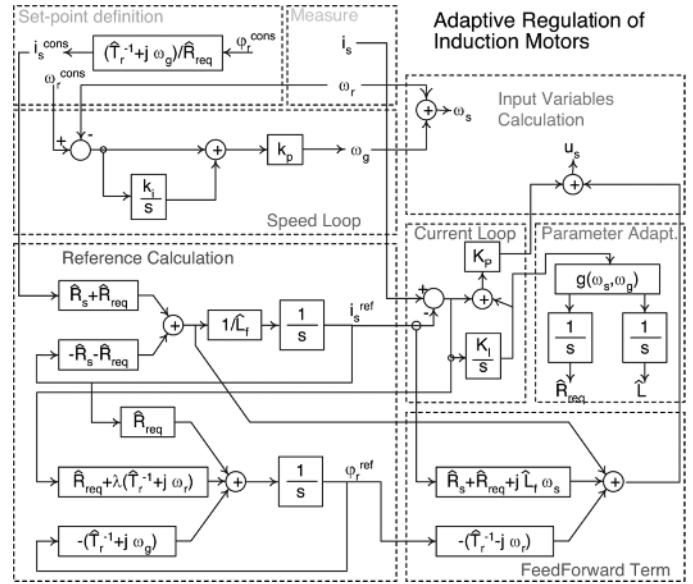 Set-point definition
Measure
Adaptive Regulation of
Induction Motors
i_s^cons
(T̂_r^-1+j ω_g)/R̂_req
φ_r^cons
i_s
ω_r^cons
ω_r
ω_s
Input Variables
Calculation
+
-
+
+
k_p
ω_g
u_s
k_i
s
+
Speed Loop
Reference Calculation
Current Loop
Parameter Adapt.
K_P
g(ω_s,ω_g)
R̂_s+R̂_req
+
1/L̂_f
1
s
i_s^ref
+
-
+
1
s
1
s
-R̂_s-R̂_req
K_I
s
R̂_req
L̂
R̂_req
R̂_req+λ(T̂_r^-1+j ω_r)
+
1
s
φ_r^ref
R̂_s+R̂_req+j L̂_f ω_s
+
-(T̂_r^-1+j ω_g)
-(T̂_r^-1-j ω_r)
FeedForward Term